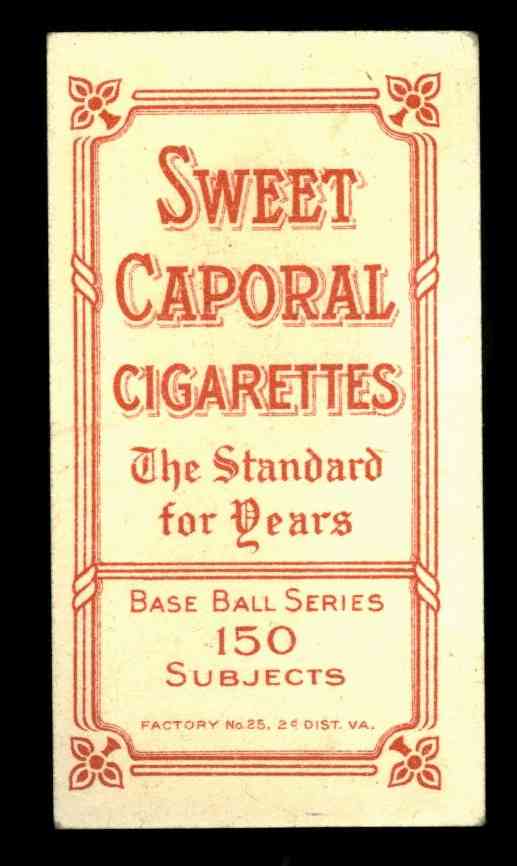 SWEET
CAPORAL
CIGARETTES
The Standard
for Years
BASE BALL SERIES
150
SUBJECTS
FACTORY No. 25, 2d DIST. VA.